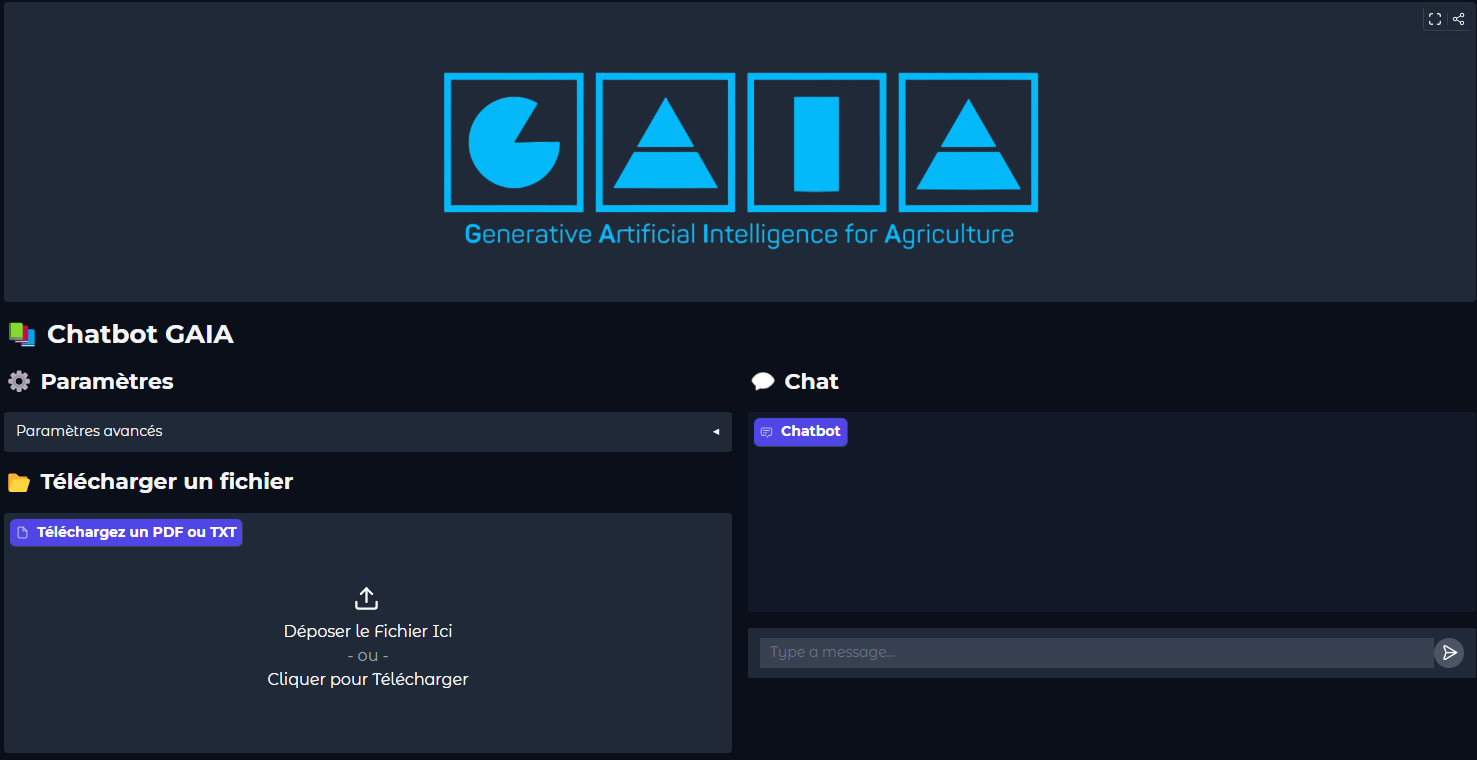 GAIA
Generative Artificial Intelligence for Agriculture
Chatbot GAIA
Paramètres
Paramètres avancés
Télécharger un fichier
Téléchargez un PDF ou TXT
Déposer le Fichier Ici
- ou -
Cliquer pour Télécharger
Chat
Chatbot
Type a message...